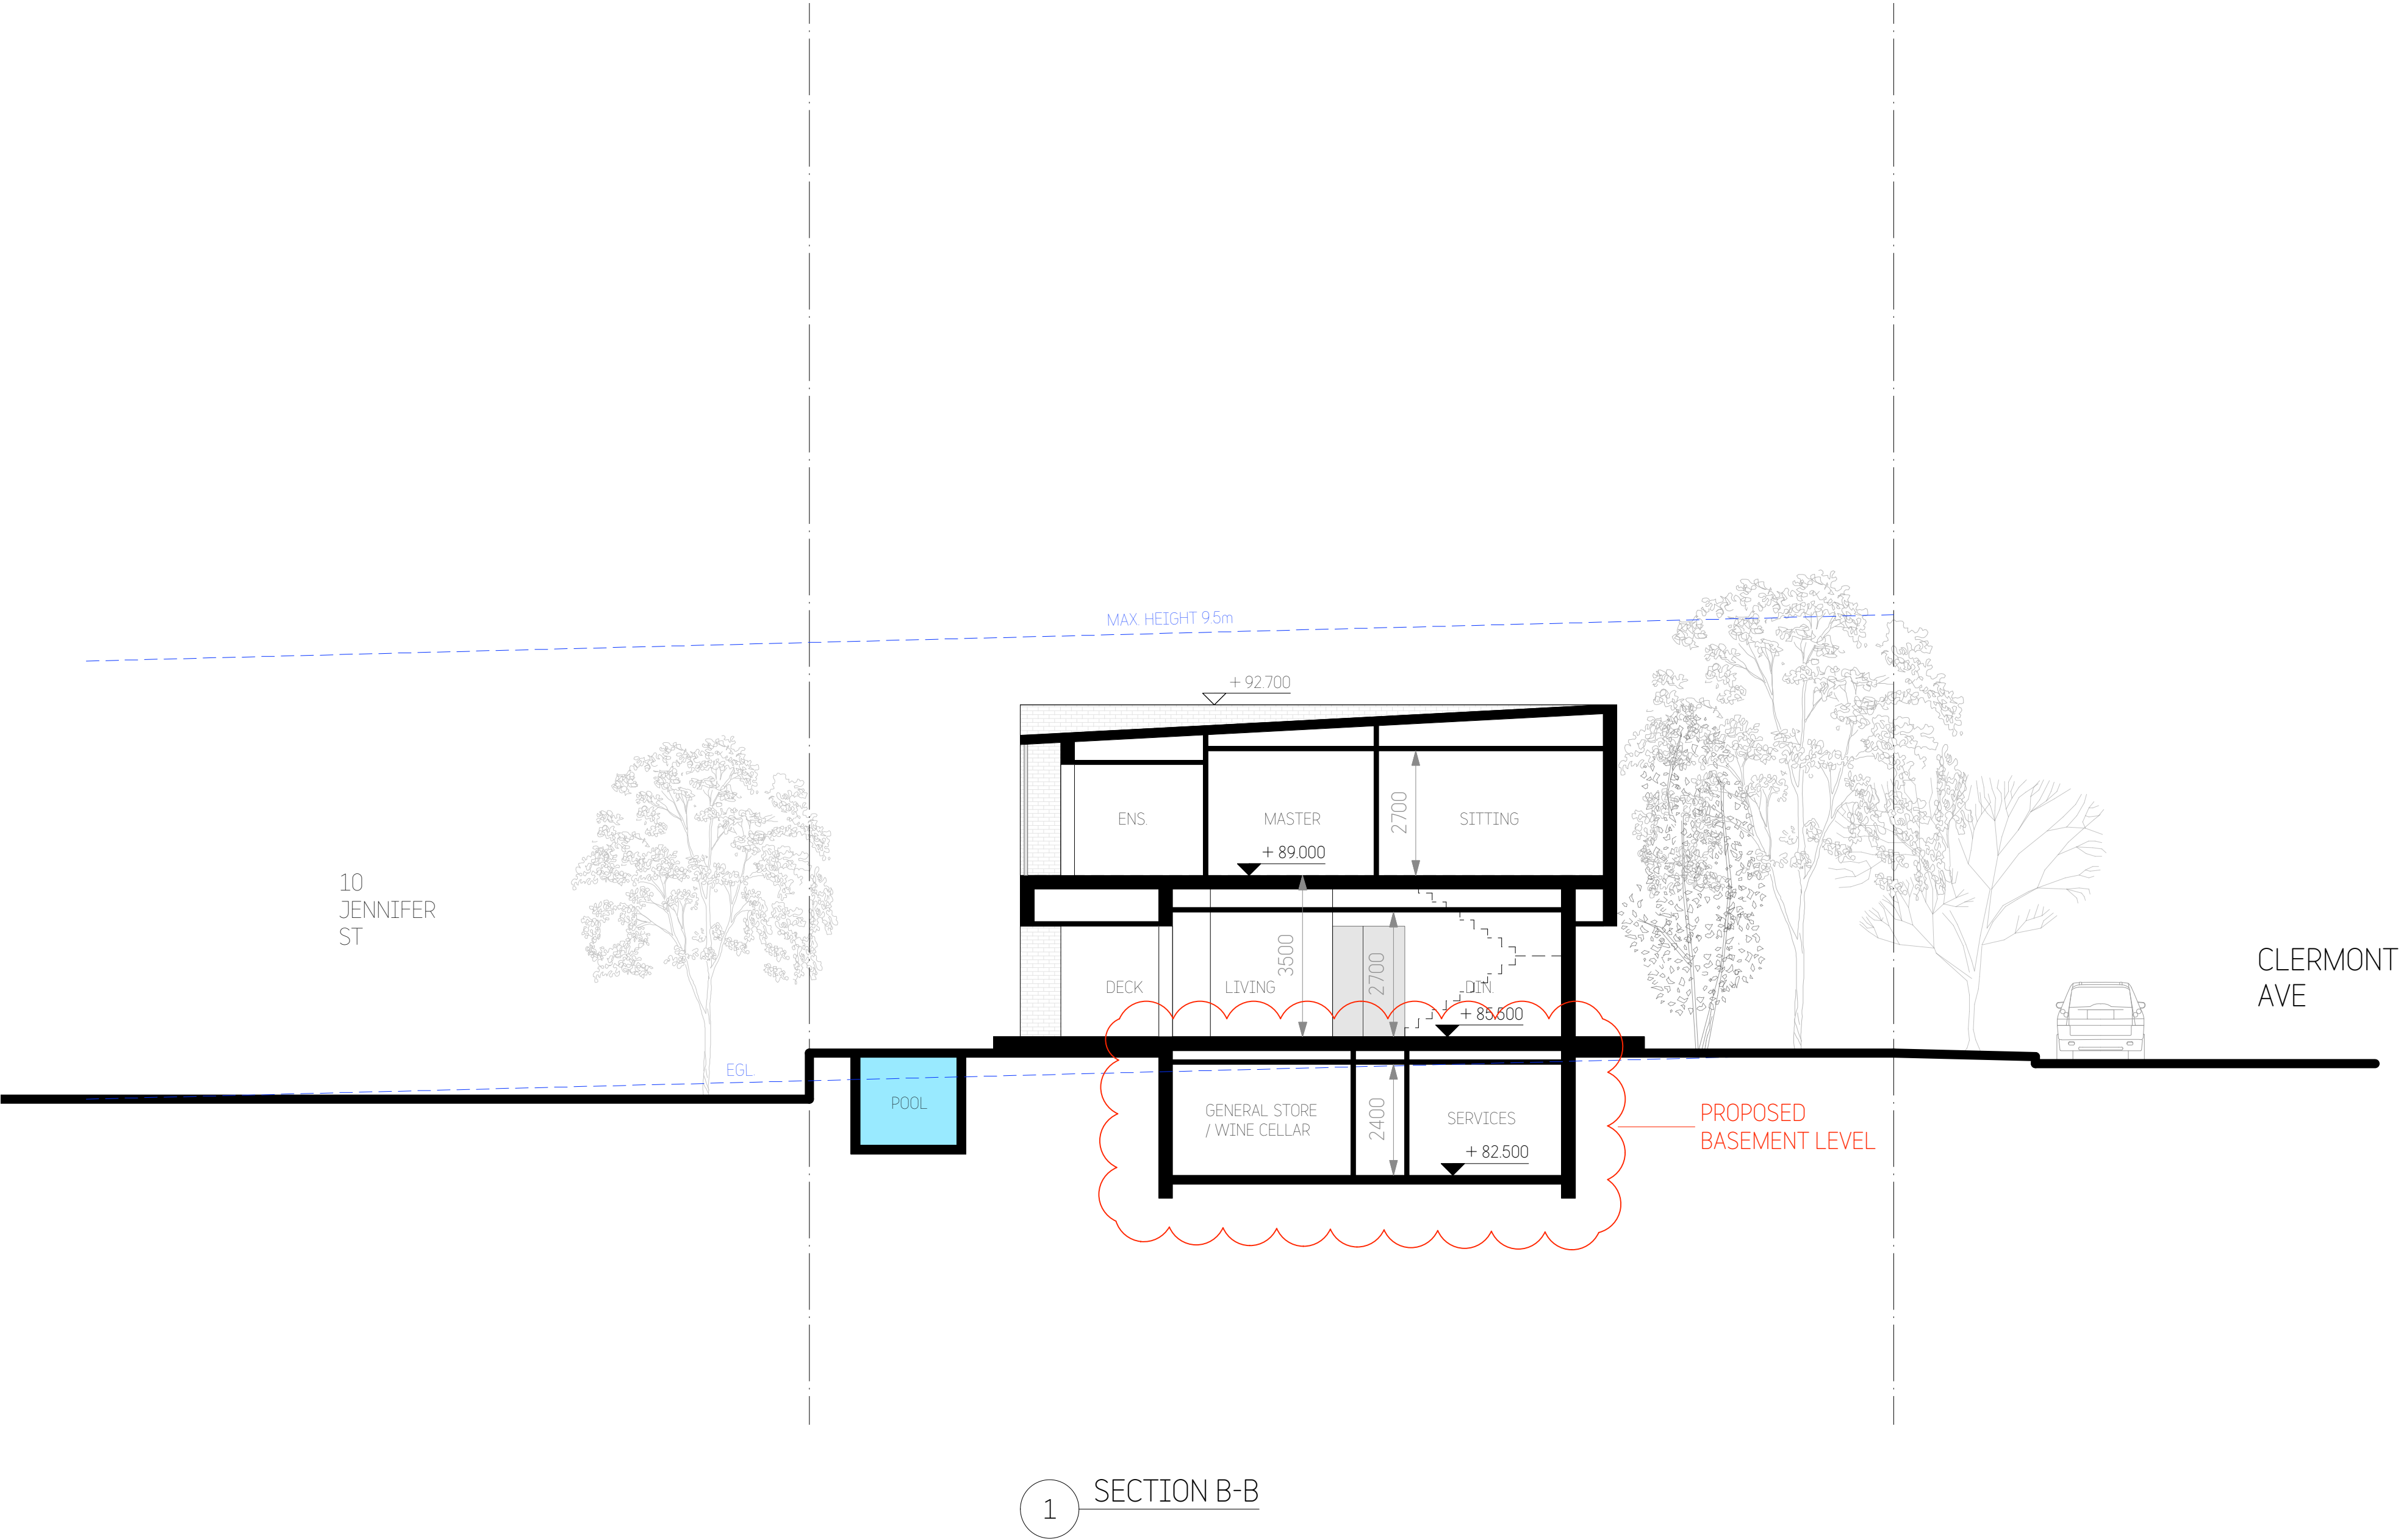 MAX. HEIGHT 9.5m
+ 92.700
ENS.
MASTER
2700
SITTING
+ 89.000
10
JENNIFER
ST
3500
2700
CLERMONT
AVE
DECK
LIVING
DIN.
+ 85.500
EGL.
POOL
GENERAL STORE
/ WINE CELLAR
2400
SERVICES
+ 82.500
PROPOSED
BASEMENT LEVEL
1
SECTION B-B